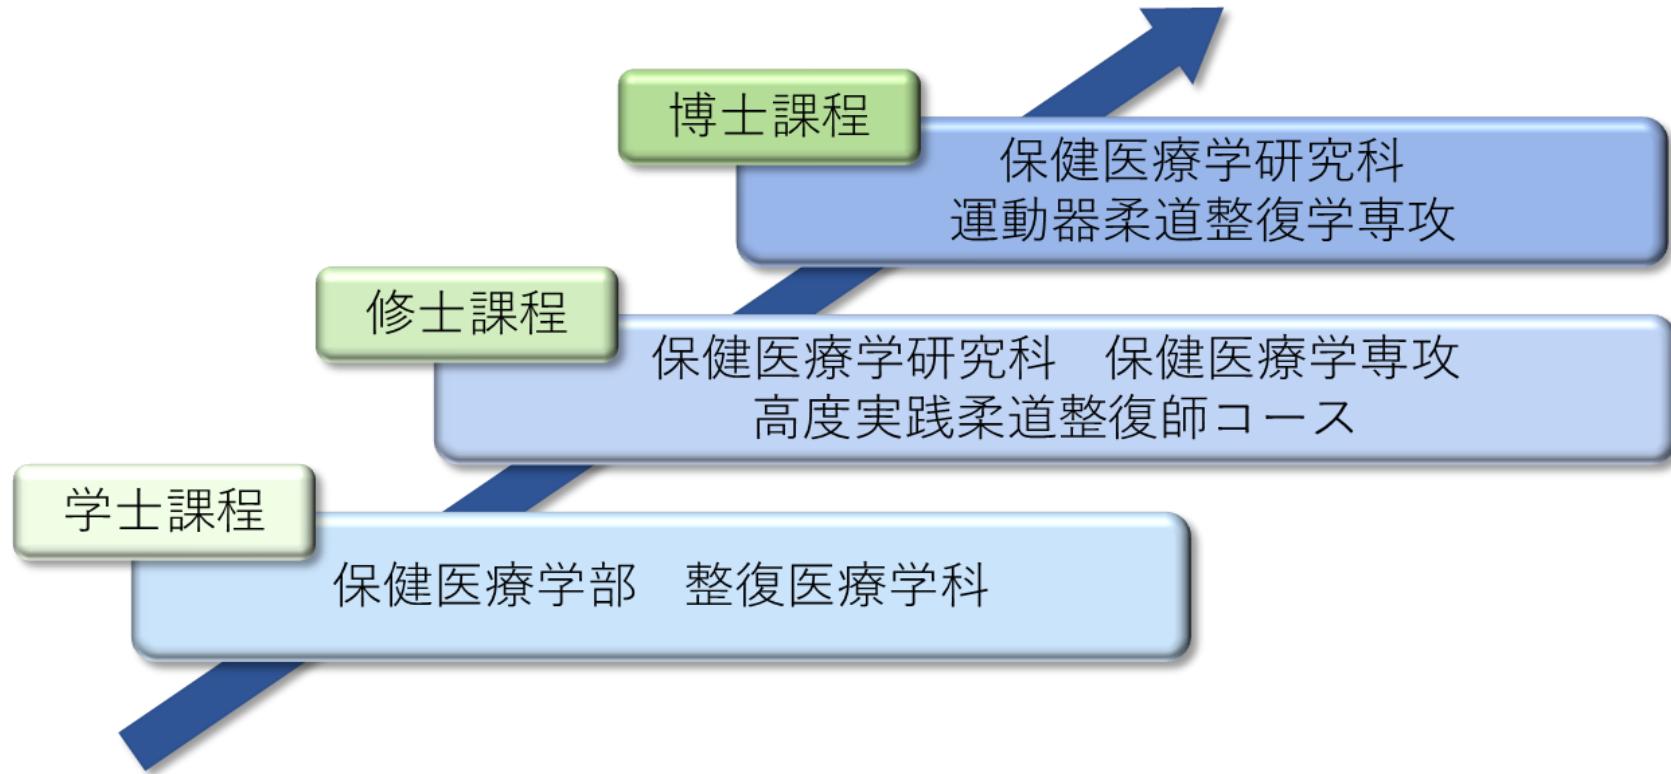 博士課程
保健医療学研究科
運動器柔道整復学専攻
修士課程
保健医療学研究科　保健医療学専攻
高度実践柔道整復師コース
学士課程
保健医療学部　整復医療学科